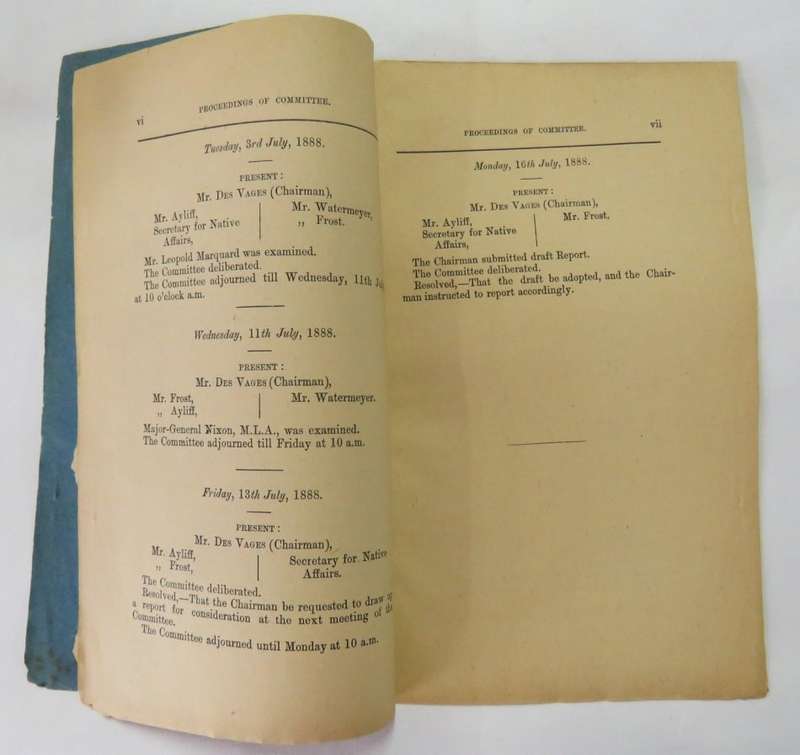 vi
PROCEEDINGS OF COMMITTEE.
Tuesday, 3rd July, 1888.
PRESENT :
Mr. DES VAGES (Chairman),
Mr. Ayliff,
Secretary for Native
Affairs,
Mr. Watermeyer,
„ Frost.
Mr. Leopold Marquard was examined.
The Committee deliberated.
The Committee adjourned till Wednesday, 11th
at 10 o'clock a.m.
Wednesday, 11th July, 1888.
PRESENT :
Mr. DES VAGES (Chairman),
Mr. Frost,
„ Ayliff,
Mr. Watermeyer.
Major-General Nixon, M.L.A., was examined.
The Committee adjourned till Friday at 10 a.m.
Friday, 13th July, 1888.
PRESENT :
Mr. DES VAGES (Chairman),
Mr. Ayliff,
„ Frost,
Secretary for Native
Affairs.
The Committee deliberated.
Resolved,—That the Chairman be requested to draw
a report for consideration at the next meeting of the
Committee.
The Committee adjourned until Monday at 10 a.m.
PROCEEDINGS OF COMMITTEE.
vii
Monday, 16th July, 1888.
PRESENT :
Mr. DES VAGES (Chairman),
Mr. Ayliff,
Secretary for Native
Affairs,
Mr. Frost.
The Chairman submitted draft Report.
The Committee deliberated.
Resolved,—That the draft be adopted, and the Chair-
man instructed to report accordingly.